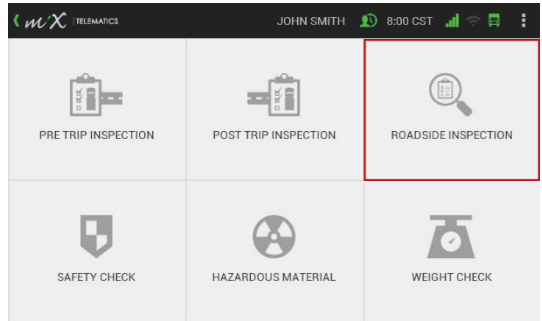 mix TELEMATICS JOHN SMITH 8:00 CST
PRE TRIP INSPECTION POST TRIP INSPECTION ROADSIDE INSPECTION
SAFETY CHECK HAZARDOUS MATERIAL WEIGHT CHECK